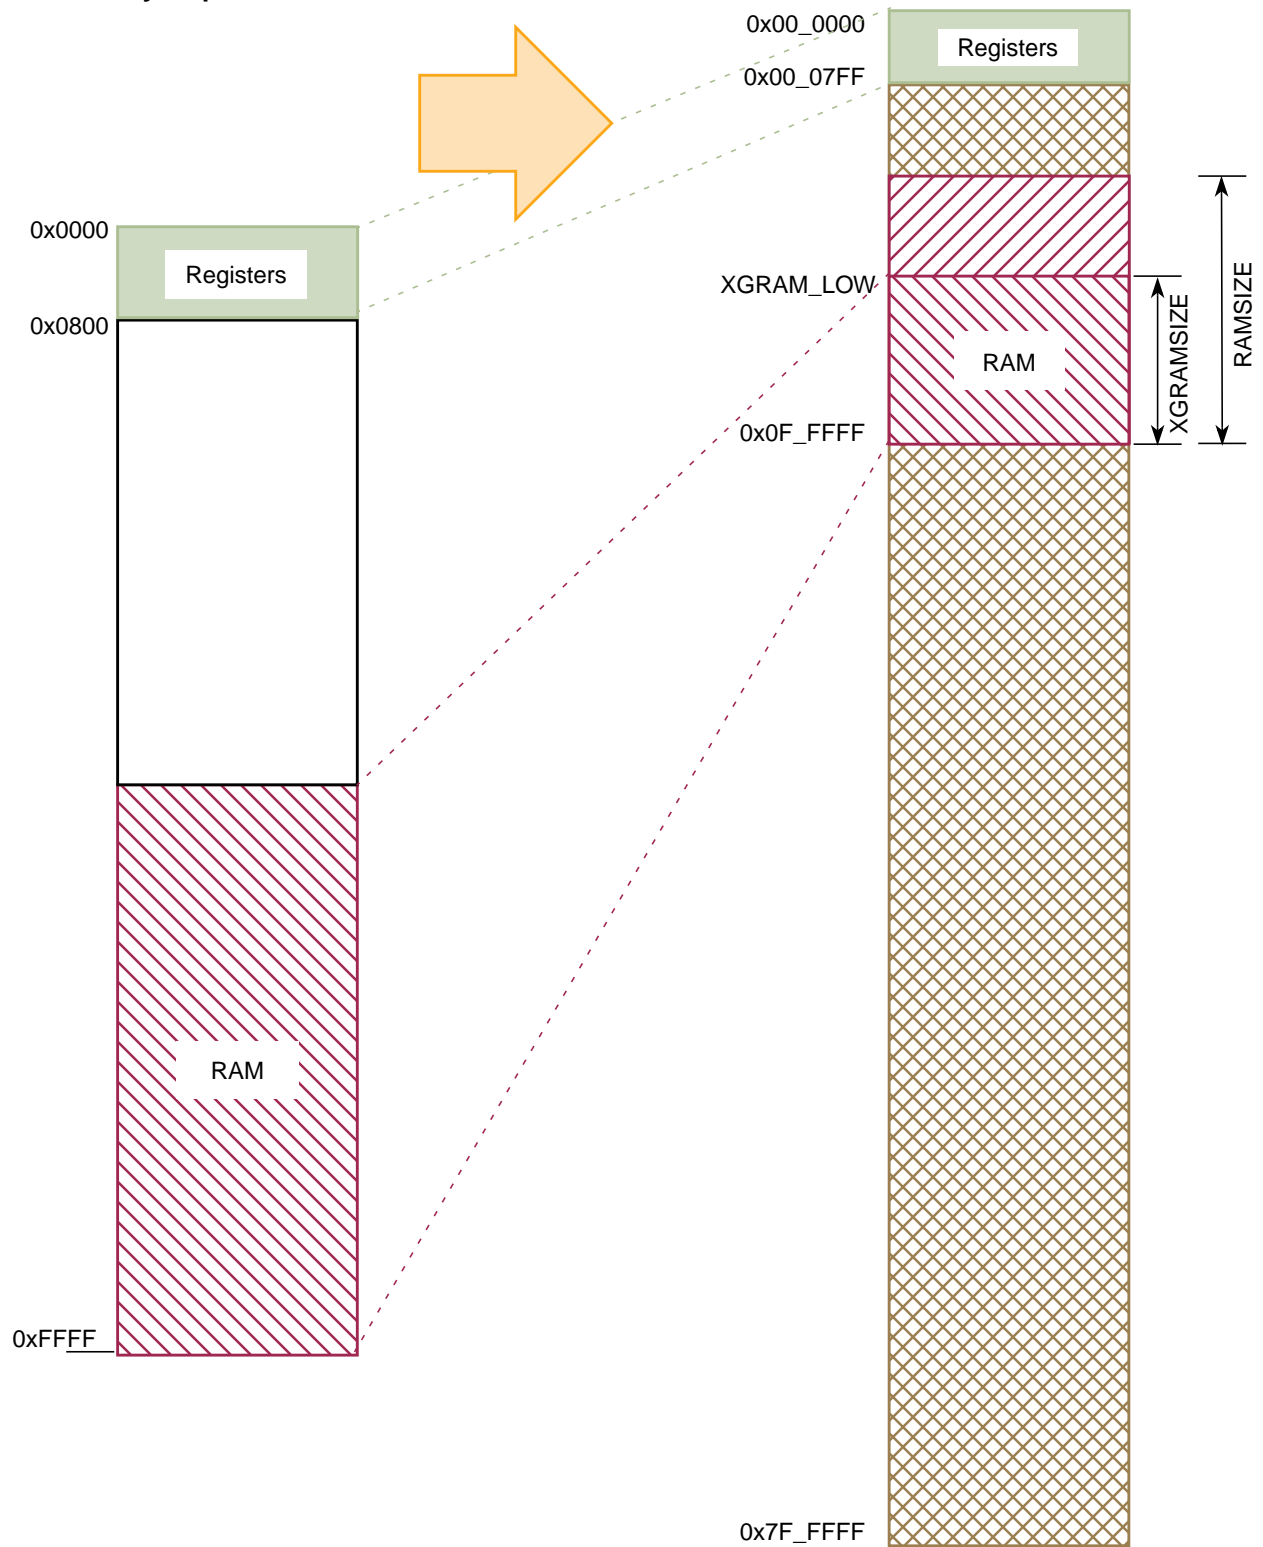 0x00_0000
Registers
0x00_07FF
0x0000
Registers
0x0800
XGRAM_LOW
RAM
XGRAMSIZE
RAMSIZE
0x0F_FFFF
RAM
0xFFFF
0x7F_FFFF